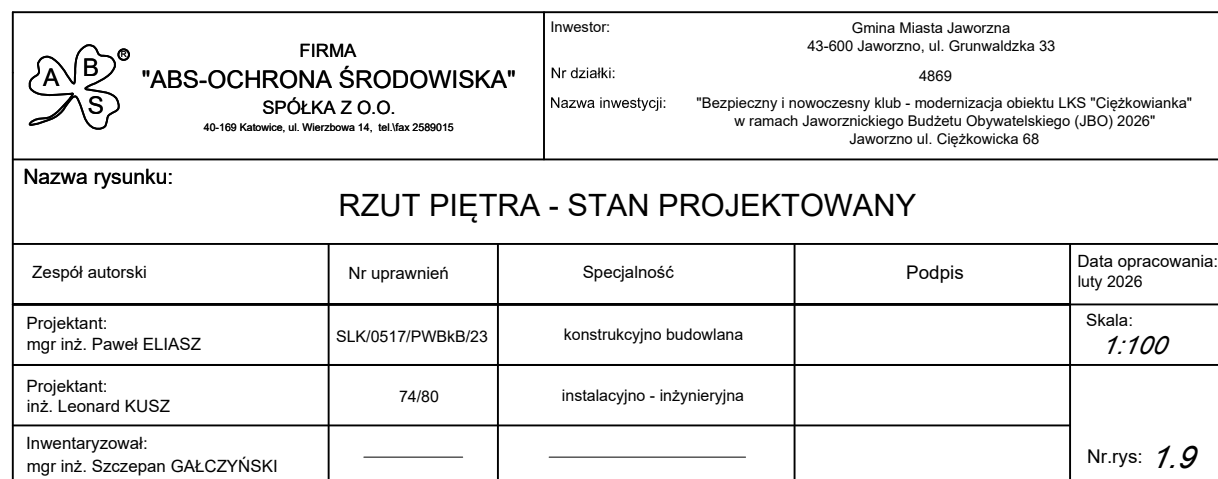 A B S ®
FIRMA
"ABS-OCHRONA ŚRODOWISKA"
SPÓŁKA Z O.O.
40-169 Katowice, ul. Wierzbowa 14, tel.\fax 2589015
Inwestor:
Gmina Miasta Jaworzna
43-600 Jaworzno, ul. Grunwaldzka 33
Nr działki:
4869
Nazwa inwestycji:
"Bezpieczny i nowoczesny klub - modernizacja obiektu LKS "Ciężkowianka"
w ramach Jaworznickiego Budżetu Obywatelskiego (JBO) 2026"
Jaworzno ul. Ciężkowicka 68
Nazwa rysunku:
RZUT PIĘTRA - STAN PROJEKTOWANY
Zespół autorski
Nr uprawnień
Specjalność
Podpis
Data opracowania:
luty 2026
Projektant:
mgr inż. Paweł ELIASZ
SLK/0517/PWBkB/23
konstrukcyjno budowlana
Skala:
1:100
Projektant:
inż. Leonard KUSZ
74/80
instalacyjno - inżynieryjna
Inwentaryzował:
mgr inż. Szczepan GAŁCZYŃSKI
Nr.rys: 1.9